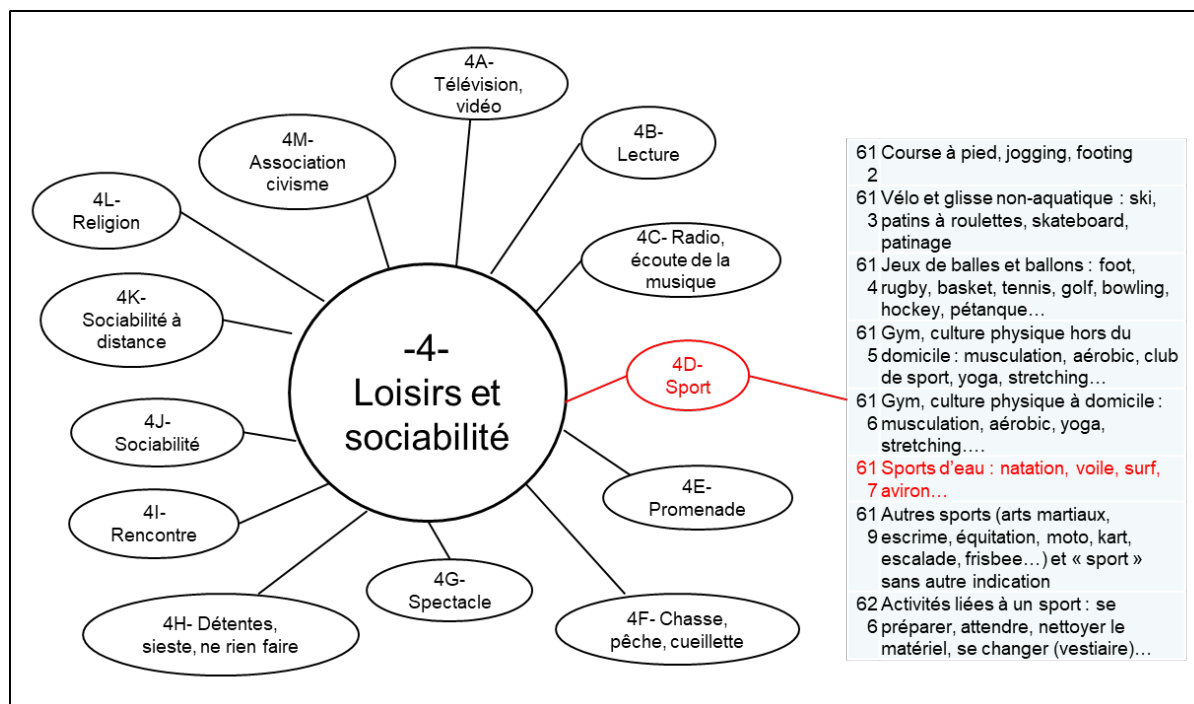 4A-
Télévision,
vidéo
4B-
Lecture
4C- Radio,
écoute de la
musique
4D-
Sport
4E-
Promenade
4F- Chasse,
pêche, cueillette
4G-
Spectacle
4H- Détentes,
sieste, ne rien faire
4I-
Rencontre
4J-
Sociabilité
4K-
Sociabilité à
distance
4L-
Religion
4M-
Association
civisme
-4-
Loisirs et
sociabilité
61 Course à pied, jogging, footing
2
61 Vélo et glisse non-aquatique : ski,
3 patins à roulettes, skateboard,
patinage
61 Jeux de balles et ballons : foot,
4 rugby, basket, tennis, golf, bowling,
hockey, pétanque…
61 Gym, culture physique hors du
5 domicile : musculation, aérobic, club
de sport, yoga, stretching…
61 Gym, culture physique à domicile :
6 musculation, aérobic, yoga,
stretching….
61 Sports d’eau : natation, voile, surf,
7 aviron…
61 Autres sports (arts martiaux,
9 escrime, équitation, moto, kart,
escalade, frisbee…) et « sport »
sans autre indication
62 Activités liées à un sport : se
6 préparer, attendre, nettoyer le
matériel, se changer (vestiaire)…